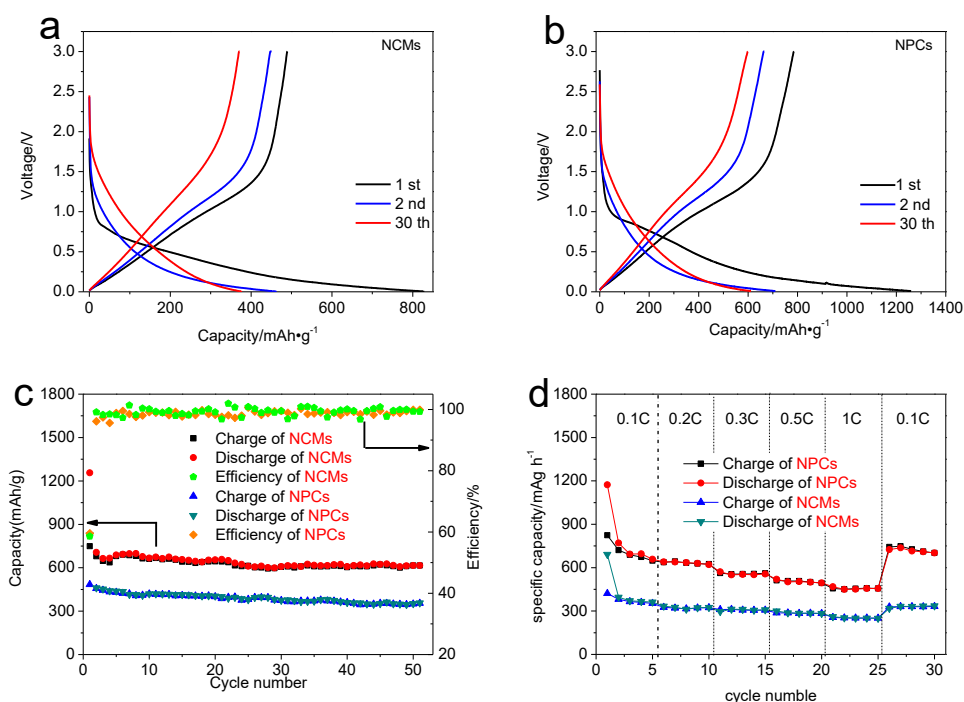 a
NCMs
3.0
2.5
2.0
1.5
1.0
0.5
0.0
Voltage/V
1 st
2 nd
30 th
0 200 400 600 800
Capacity/mAh•g-1
b
NPCs
3.0
2.5
2.0
1.5
1.0
0.5
0.0
Voltage/V
1 st
2 nd
30 th
0 200 400 600 800 1000 1200 1400
Capacity/mAh•g-1
c
1800
1500
1200
900
600
300
0
Capacity(mAh/g)
Charge of NCMs
Discharge of NCMs
Efficiency of NCMs
Charge of NPCs
Discharge of NPCs
Efficiency of NPCs
100
80
60
40
20
Efficiency/%
0 10 20 30 40 50
Cycle number
d
1800
1500
1200
900
600
300
0
specific capacity/mAg h-1
0.1C 0.2C 0.3C 0.5C 1C 0.1C
Charge of NPCs
Discharge of NPCs
Charge of NCMs
Discharge of NCMs
0 5 10 15 20 25 30
cycle numble